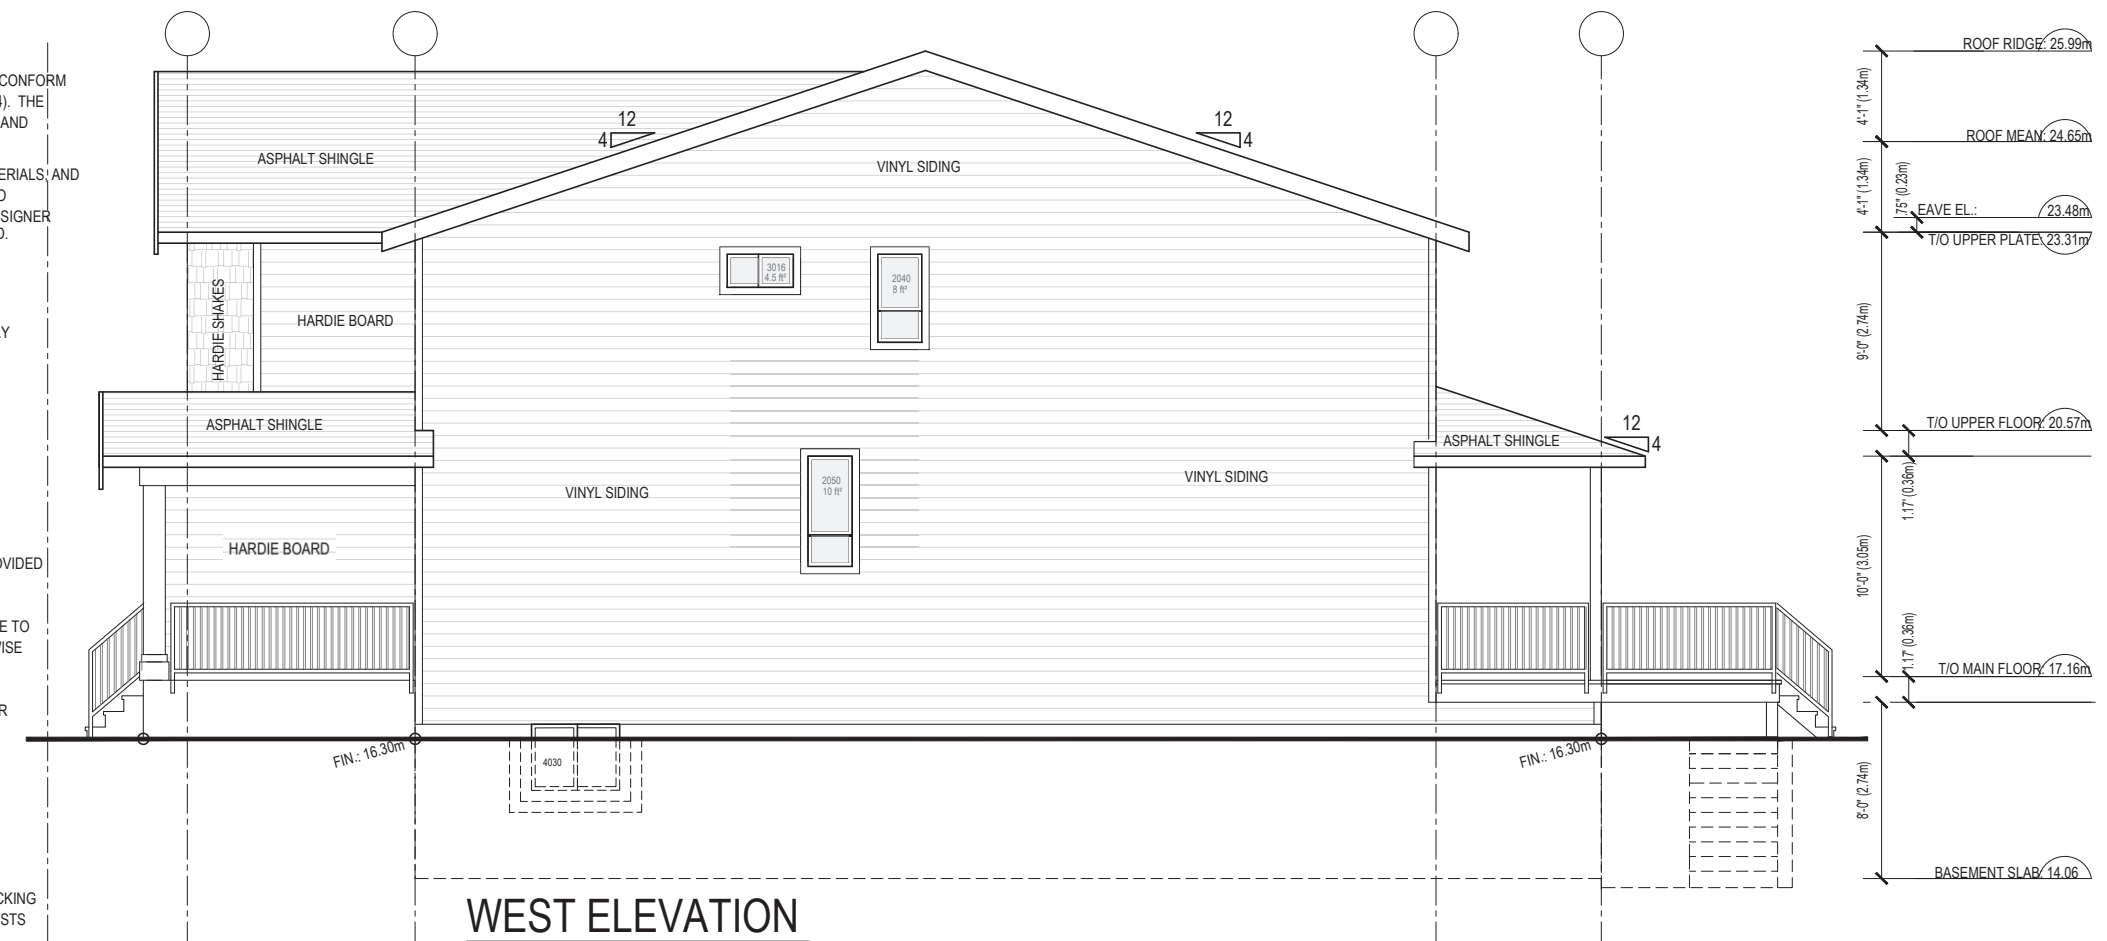 CONFORM
4). THE
AND
ERIALS, AND
SIGNER
D.
OVIDED
E TO
WISE
CKING
STS
12
4
12
4
12
4
ASPHALT SHINGLE
VINYL SIDING
HARDIE SHAKES
HARDIE BOARD
3016
4.5 ft²
2040
8 ft²
ASPHALT SHINGLE
ASPHALT SHINGLE
2050
10 ft²
VINYL SIDING
VINYL SIDING
HARDIE BOARD
FIN.: 16.30m
FIN.: 16.30m
4030
WEST ELEVATION
ROOF RIDGE: 25.99m
4'-1" (1.34m)
ROOF MEAN: 24.65m
4'-1" (1.34m)
.75" (0.23m)
EAVE EL.: 23.48m
T/O UPPER PLATE: 23.31m
9'-0" (2.74m)
T/O UPPER FLOOR: 20.57m
1.17' (0.36m)
10'-0" (3.05m)
1.17' (0.36m)
T/O MAIN FLOOR: 17.16m
8'-0" (2.74m)
BASEMENT SLAB: 14.06